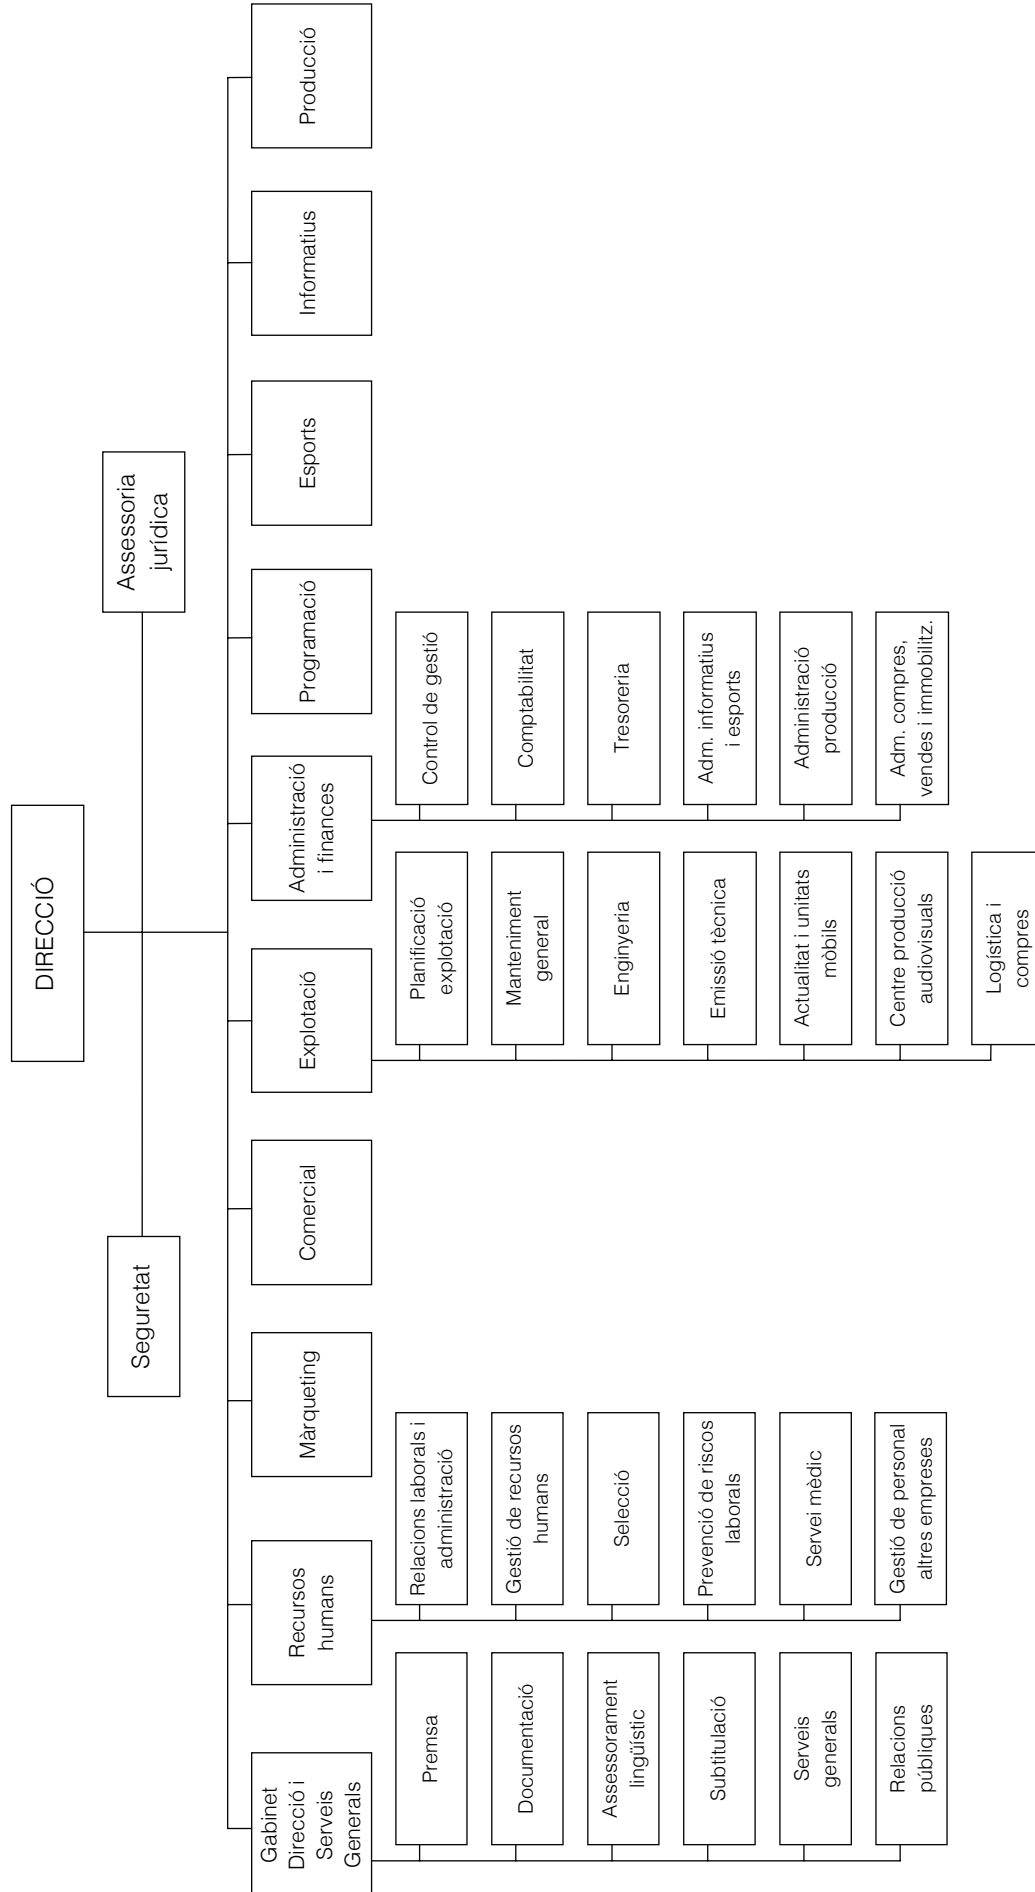 DIRECCIÓ
Seguretat
Assessoria
jurídica
Gabinet
Direcció i
Serveis
Generals
Recursos
humans
Màrqueting
Comercial
Explotació
Administració
i finances
Programació
Esports
Informatius
Producció
Premsa
Documentació
Assessorament
lingüístic
Subtitulació
Serveis
generals
Relacions
públiques
Relacions laborals i
administració
Gestió de recursos
humans
Selecció
Prevenció de riscos
laborals
Servei mèdic
Gestió de personal
altres empreses
Planificació
explotació
Manteniment
general
Enginyeria
Emissió tècnica
Actualitat i unitats
mòbils
Centre producció
audiovisuals
Logística i
compres
Control de gestió
Comptabilitat
Tresoreria
Adm. informatius
i esports
Administració
producció
Adm. compres,
vendes i immobilitz.